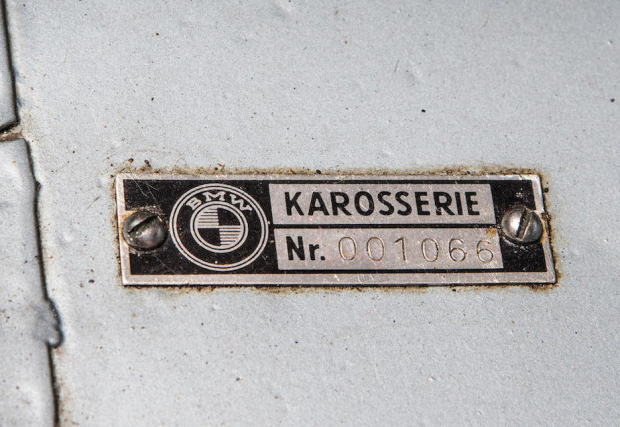 BMW
KAROSSERIE
Nr. 001066